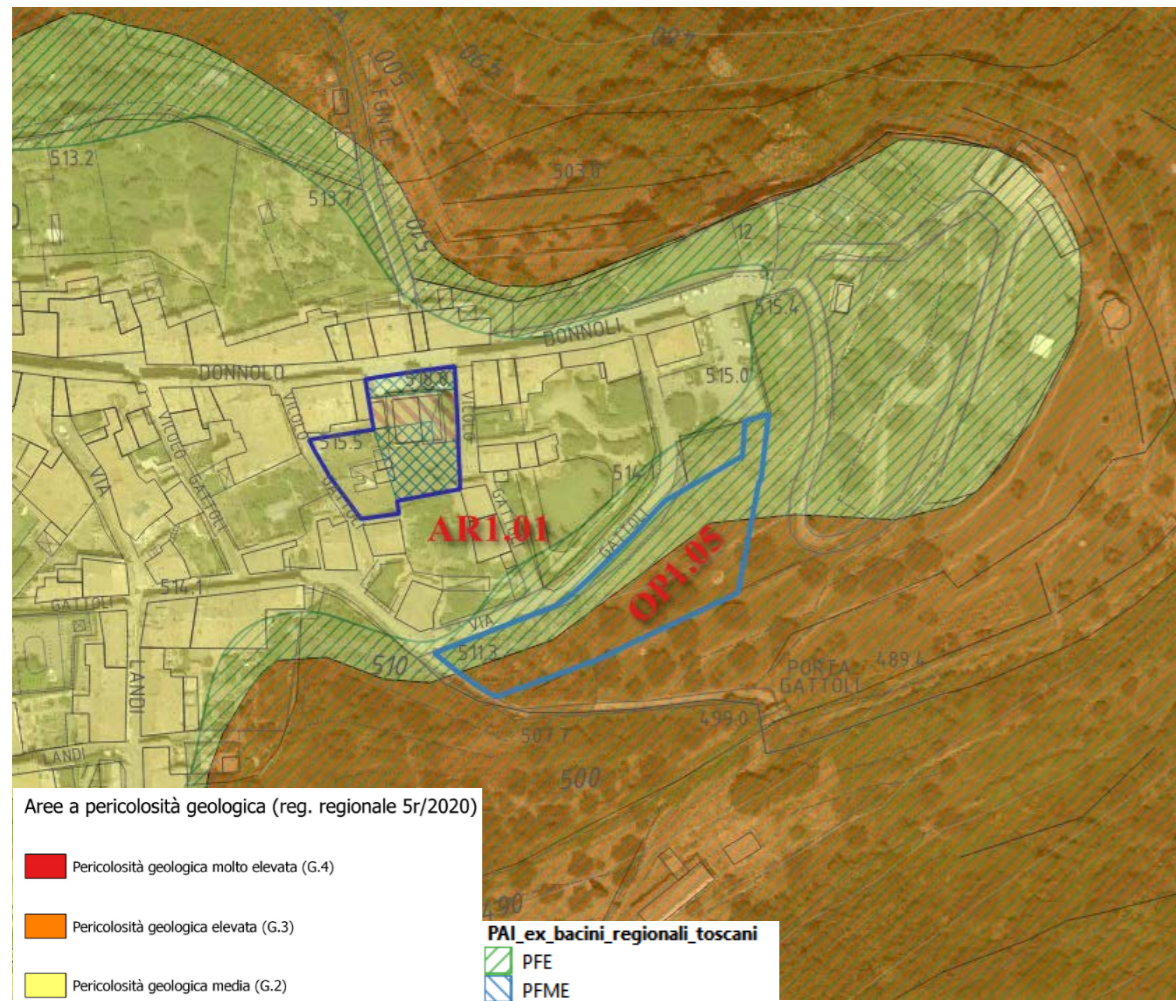 500
FONTE
490
513.2
513.7
510
503.0
12
515.4
DONNOLI
DONNOLO
518.8
515.0
VICOLO
VICOLO
VICOLO
515.5
514.1
GATTOLI
GATTOLI
VIA
AR1.01
GATTOLI
OP1.05
514.1
GATTOLI
VIA
511.3
510
LANDI
PORTA
GATTOLI
489.4
499.0
507.7
LANDI
500
490
Aree a pericolosità geologica (reg. regionale 5r/2020)
Pericolosità geologica molto elevata (G.4)
Pericolosità geologica elevata (G.3)
Pericolosità geologica media (G.2)
PAI_ex_bacini_regionali_toscani
PFE
PFME